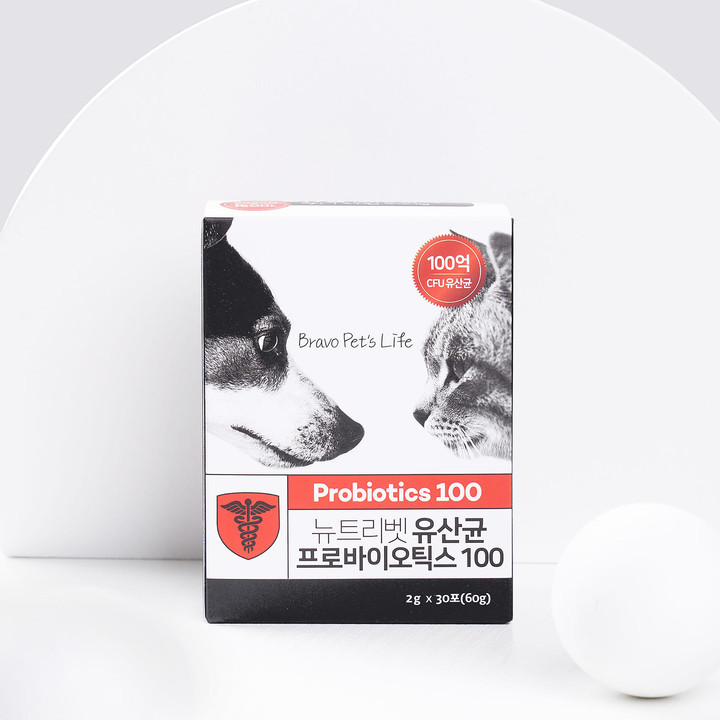 100억
CFU 유산균
Bravo Pet's Life
Probiotics 100
뉴트리벳 유산균
프로바이오틱스 100
2g x 30포(60g)